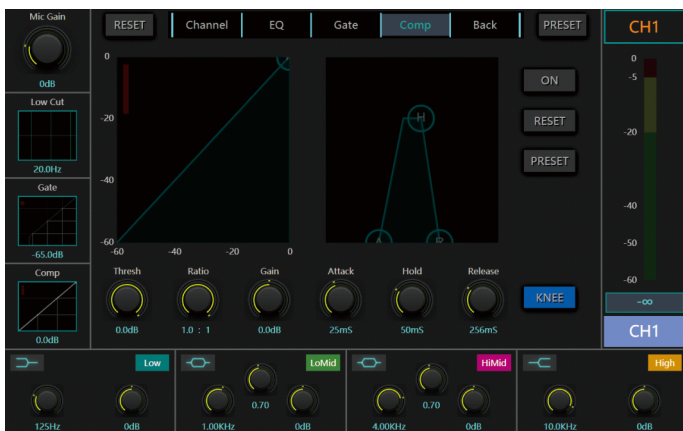 Mic Gain
0dB
Low Cut
20.0Hz
Gate
-65.0dB
Comp
0.0dB
RESET
Channel EQ Gate Comp Back
PRESET
0
-20
-40
-60
-60 -40 -20 0
H
A R
ON
RESET
PRESET
Thresh Ratio Gain Attack Hold Release
0.0dB 1.0 : 1 0.0dB 25mS 50mS 256mS
KNEE
CH1
0
-5
-20
-40
-50
-60
-∞
CH1
Low LoMid HiMid High
0.70 0.70
125Hz 0dB 1.00KHz 0dB 4.00KHz 0dB 10.0KHz 0dB